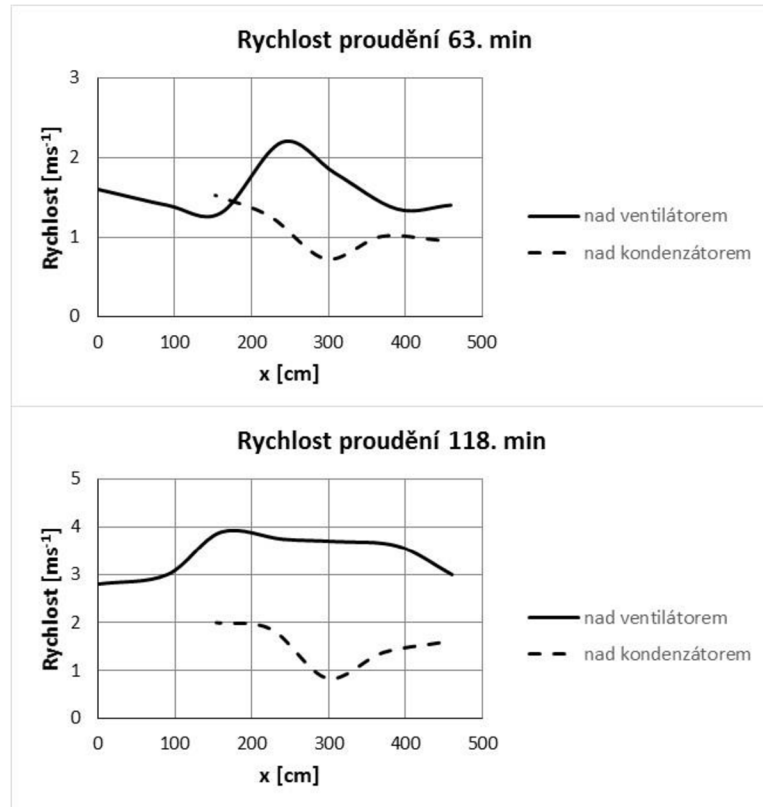 Rychlost proudění 63. min
Rychlost [ms⁻¹]
3
2
1
0
0 100 200 300 400 500
x [cm]
nad ventilátorem
nad kondenzátorem
Rychlost proudění 118. min
Rychlost [ms⁻¹]
5
4
3
2
1
0
0 100 200 300 400 500
x [cm]
nad ventilátorem
nad kondenzátorem